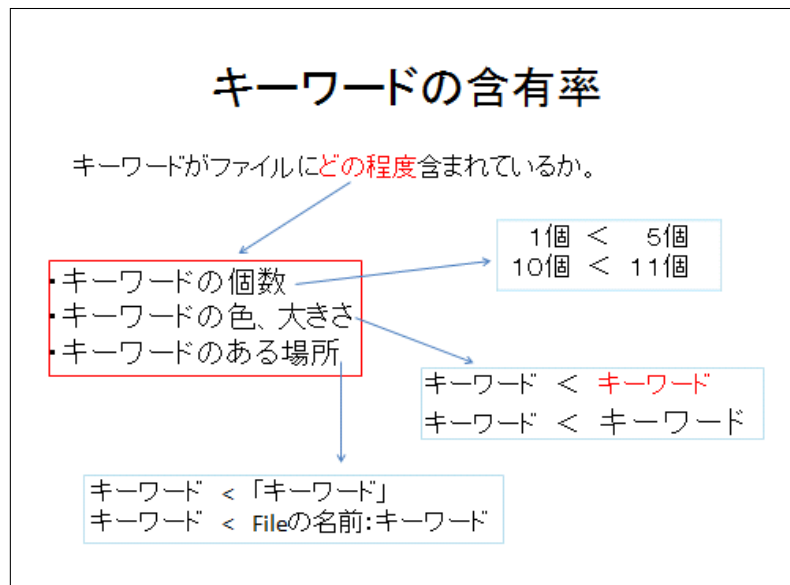 キーワードの含有率
キーワードがファイルにどの程度含まれているか。
1個 ＜ 5個
10個 ＜ 11個
・キーワードの個数
・キーワードの色、大きさ
・キーワードのある場所
キーワード ＜ キーワード
キーワード ＜ キーワード
キーワード < 「キーワード」
キーワード < Fileの名前：キーワード